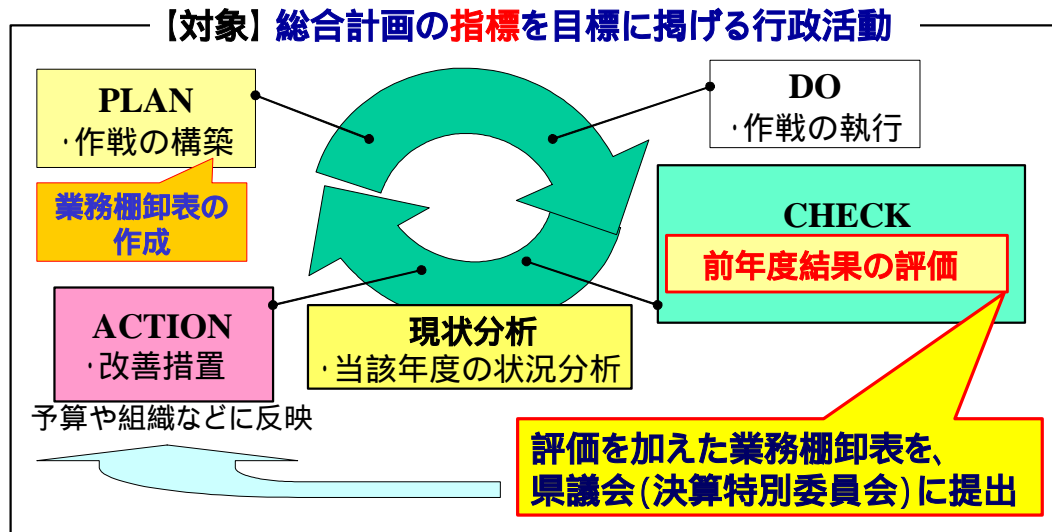 【対象】総合計画の指標を目標に掲げる行政活動
PLAN
・作戦の構築
業務棚卸表の
作成
DO
・作戦の執行
CHECK
前年度結果の評価
ACTION
・改善措置
予算や組織などに反映
現状分析
・当該年度の状況分析
評価を加えた業務棚卸表を、
県議会(決算特別委員会)に提出